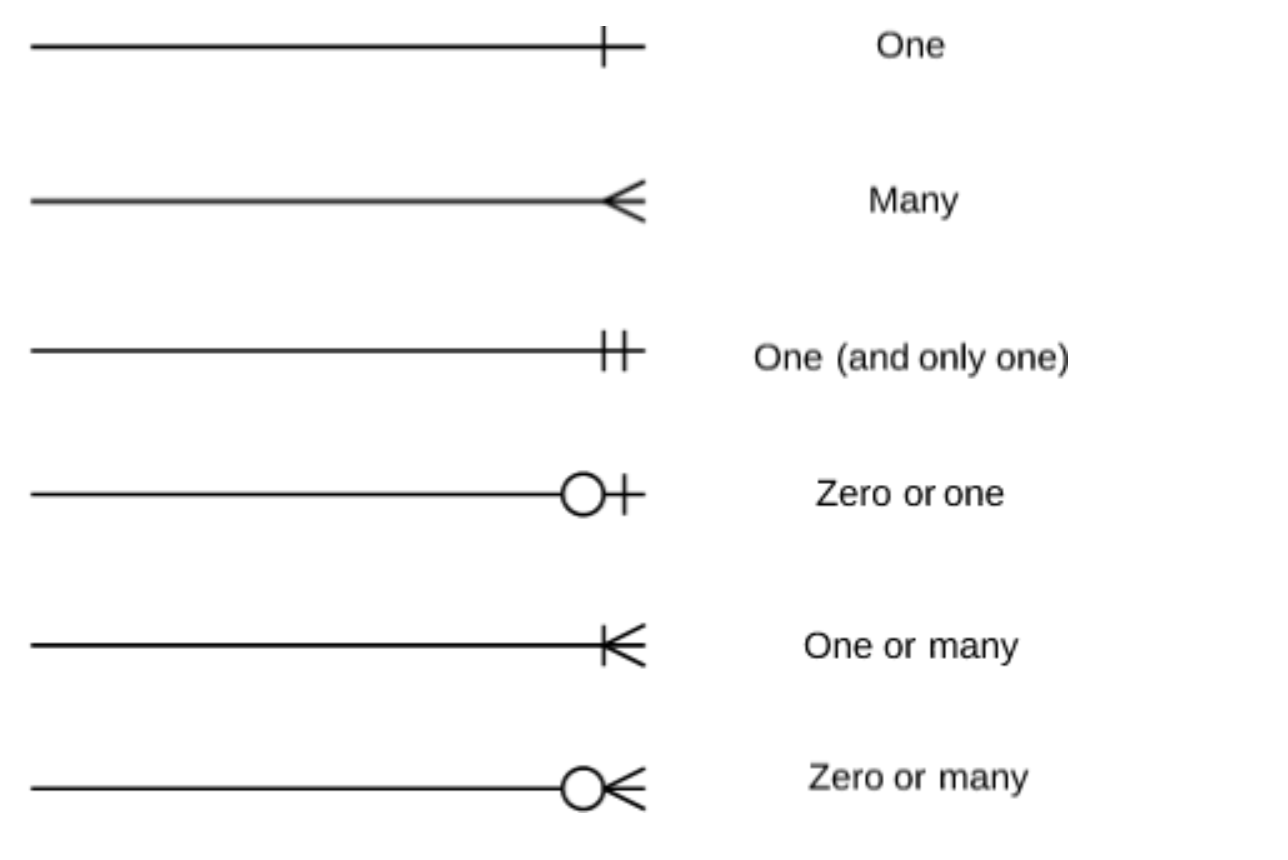 One
Many
One (and only one)
Zero or one
One or many
Zero or many